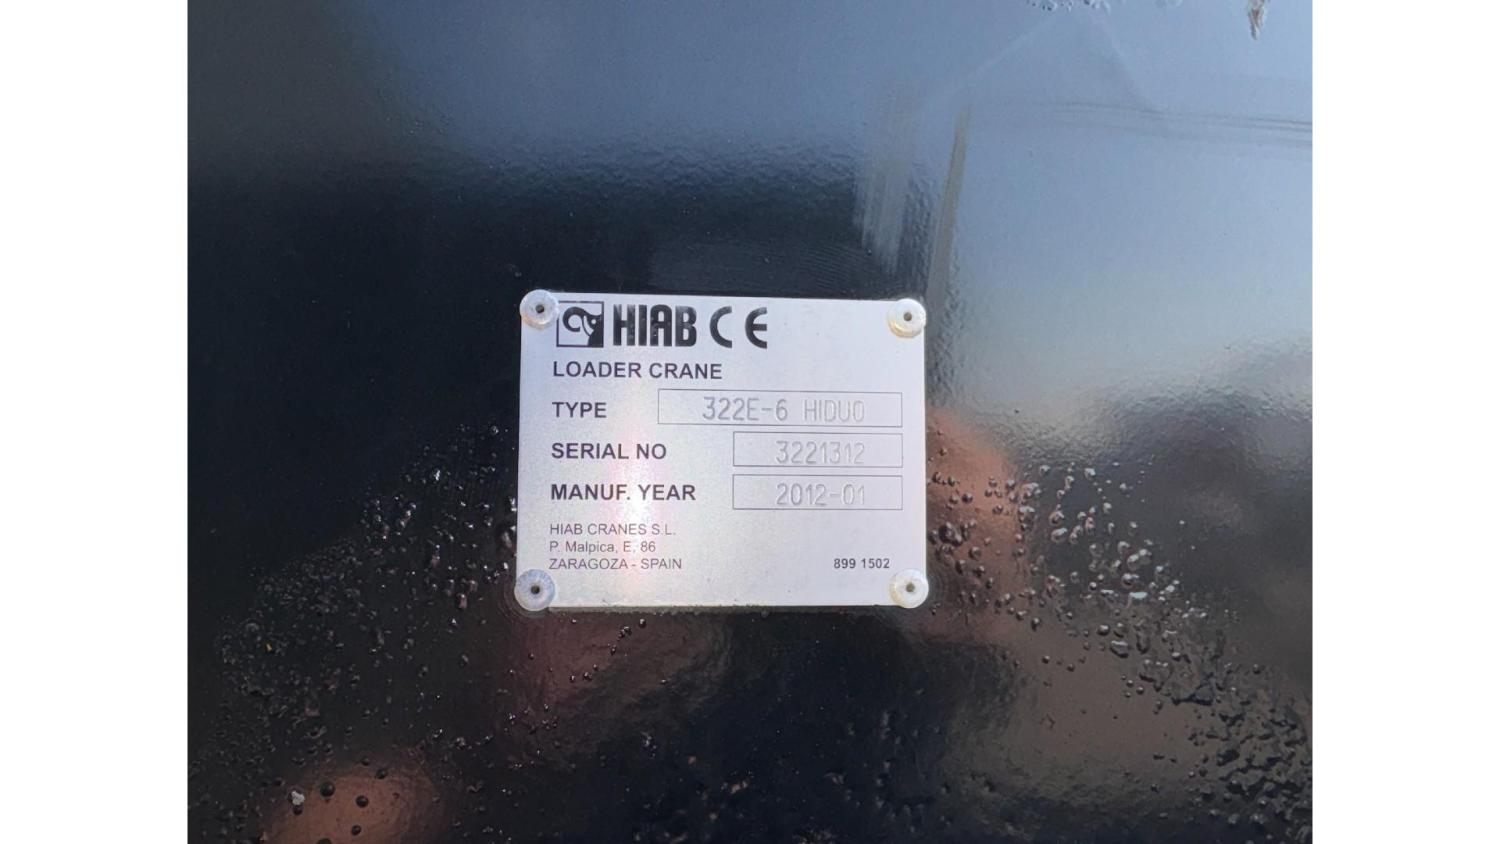 HIAB CE
LOADER CRANE
TYPE 322E-6 HIDUO
SERIAL NO 3221312
MANUF. YEAR 2012-01
HIAB CRANES S.L.
P. Malpica, E, 86
ZARAGOZA - SPAIN 899 1502